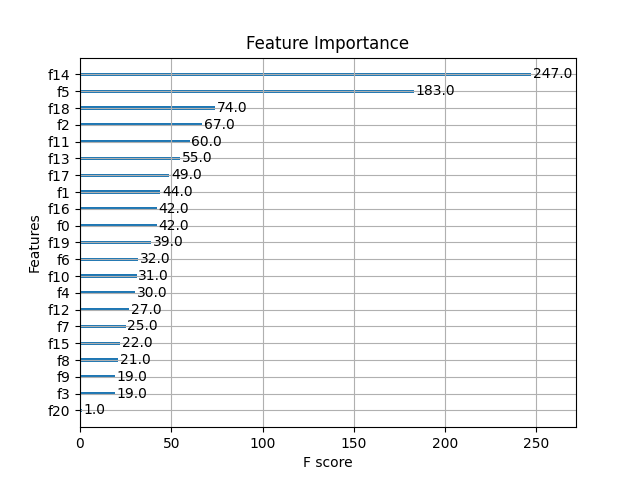 Feature Importance
Features
f14 247.0
f5 183.0
f18 74.0
f2 67.0
f11 60.0
f13 55.0
f17 49.0
f1 44.0
f16 42.0
f0 42.0
f19 39.0
f6 32.0
f10 31.0
f4 30.0
f12 27.0
f7 25.0
f15 22.0
f8 21.0
f9 19.0
f3 19.0
f20 1.0
0 50 100 150 200 250
F score